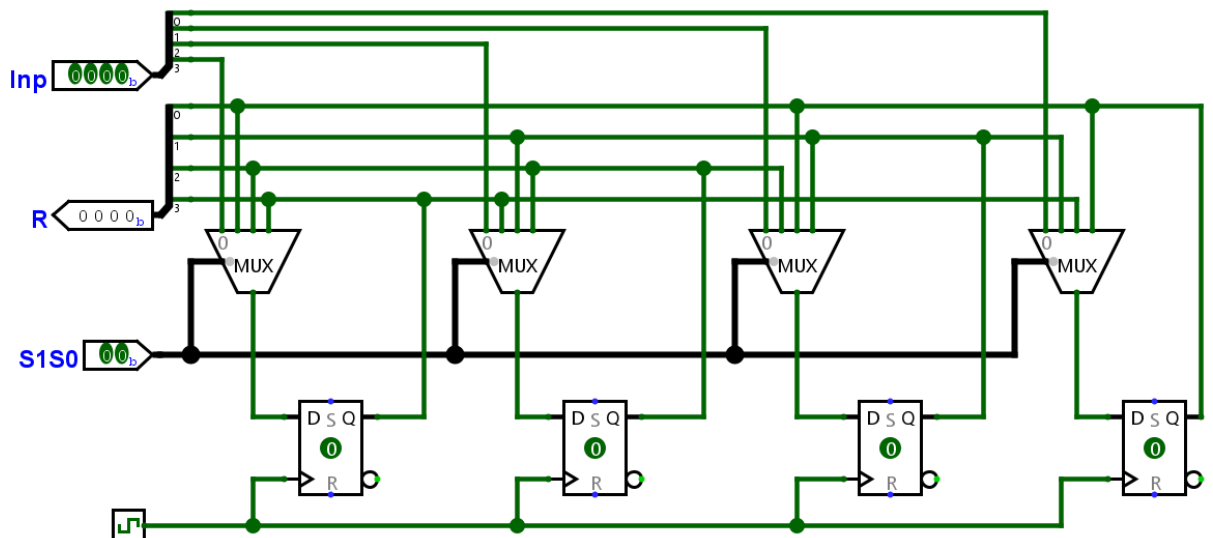 0
1
2
3
Inp 0000b
0
1
2
3
R 0000b
0 MUX 0 MUX 0 MUX 0 MUX
S1S0 00b
D S Q D S Q D S Q D S Q
0 0 0 0
R R R R